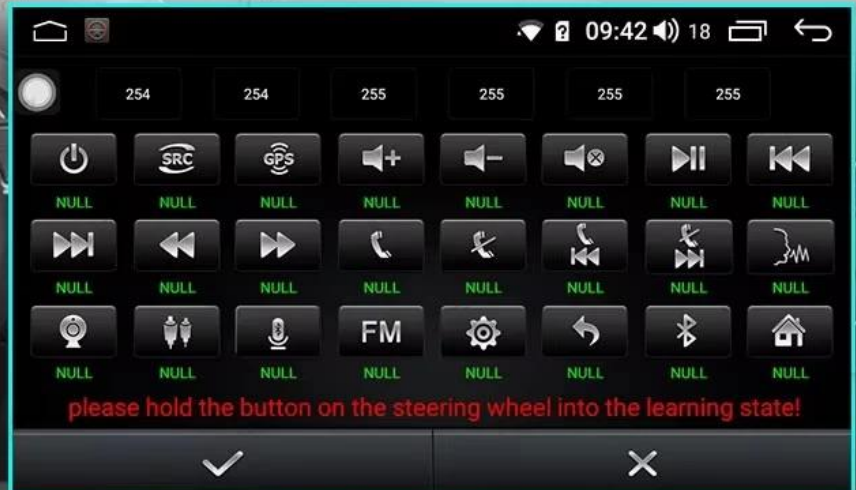 09:42 18
254 254 255 255 255 255
SRC GPS
NULL NULL NULL NULL NULL NULL NULL NULL
NULL NULL NULL NULL NULL NULL NULL NULL
FM
NULL NULL NULL NULL NULL NULL NULL NULL
please hold the button on the steering wheel into the learning state!